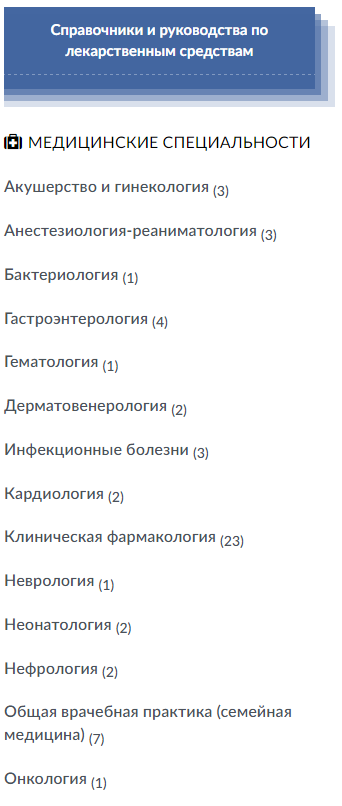 Справочники и руководства по
лекарственным средствам
МЕДИЦИНСКИЕ СПЕЦИАЛЬНОСТИ
Акушерство и гинекология (3)
Анестезиология-реаниматология (3)
Бактериология (1)
Гастроэнтерология (4)
Гематология (1)
Дерматовенерология (2)
Инфекционные болезни (3)
Кардиология (2)
Клиническая фармакология (23)
Неврология (1)
Неонатология (2)
Нефрология (2)
Общая врачебная практика (семейная
медицина) (7)
Онкология (1)